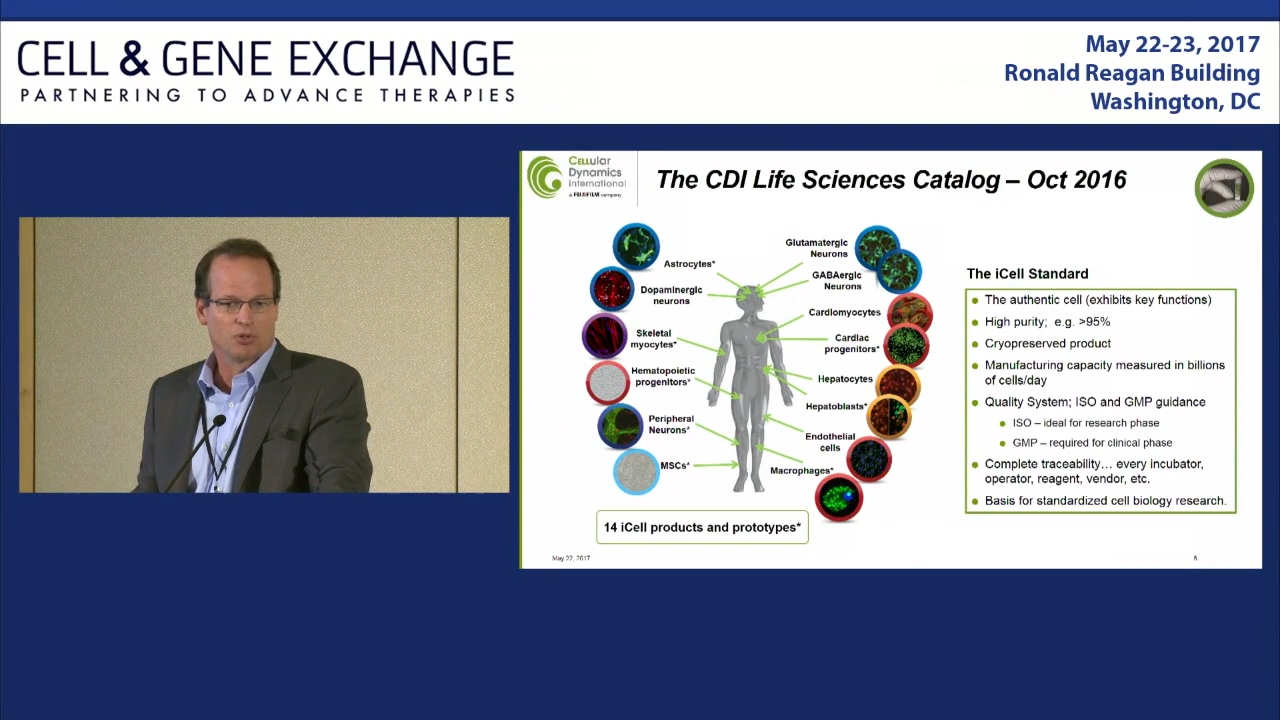 CELL & GENE EXCHANGE
PARTNERING TO ADVANCE THERAPIES
May 22-23, 2017
Ronald Reagan Building
Washington, DC
CELLular
Dynamics
international
a FUJIFILM company
The CDI Life Sciences Catalog – Oct 2016
Astrocytes*
Dopaminergic
neurons
Skeletal
myocytes*
Hematopoietic
progenitors*
Peripheral
Neurons*
MSCs*
Glutamatergic
Neurons
GABAergic
Neurons
Cardiomyocytes
Cardiac
progenitors*
Hepatocytes
Hepatoblasts*
Endothelial
cells
Macrophages*
14 iCell products and prototypes*
The iCell Standard
The authentic cell (exhibits key functions)
High purity; e.g. >95%
Cryopreserved product
Manufacturing capacity measured in billions
of cells/day
Quality System; ISO and GMP guidance
ISO – ideal for research phase
GMP – required for clinical phase
Complete traceability… every incubator,
operator, reagent, vendor, etc.
Basis for standardized cell biology research.
May 22, 2017
6